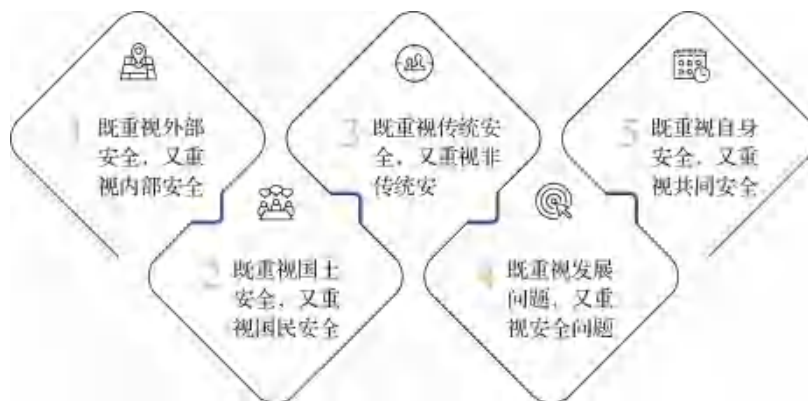 1
既重视外部
安全，又重
视内部安全
2
既重视国土
安全，又重
视国民安全
3
既重视传统安
全，又重视非
传统安
4
既重视发展
问题，又重
视安全问题
5
既重视自身
安全，又重
视共同安全